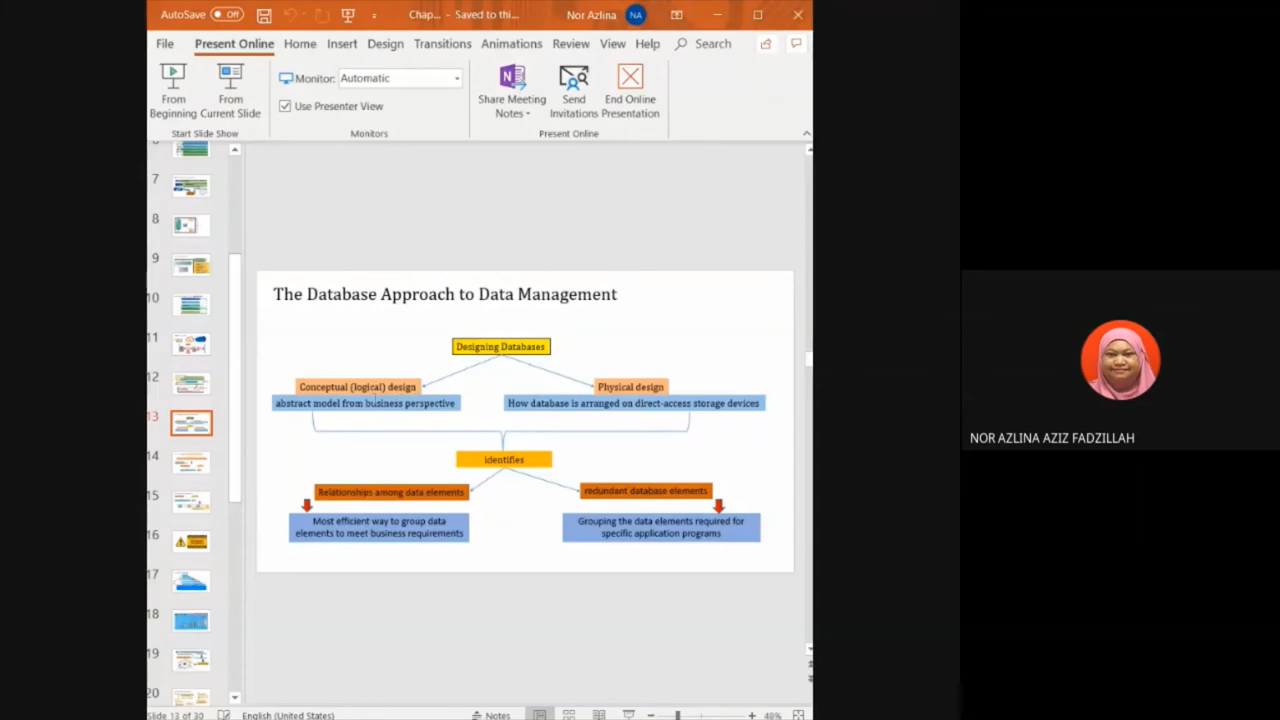 AutoSave Off Chap... - Saved to thi... Nor Azlina NA
File Present Online Home Insert Design Transitions Animations Review View Help Search
Monitor: Automatic
Use Presenter View
From Beginning
From Current Slide
Share Meeting Notes
Send Invitations
End Online Presentation
Start Slide Show Monitors Present Online
7
8
9
10
11
12
13
14
15
16
17
18
19
20
The Database Approach to Data Management
Designing Databases
Conceptual (logical) design Physical design
abstract model from business perspective How database is arranged on direct-access storage devices
identifies
Relationships among data elements redundant database elements
Most efficient way to group data
elements to meet business requirements
Grouping the data elements required for
specific application programs
NOR AZLINA AZIZ FADZILLAH
Slide 13 of 30 English (United States) Notes 48%